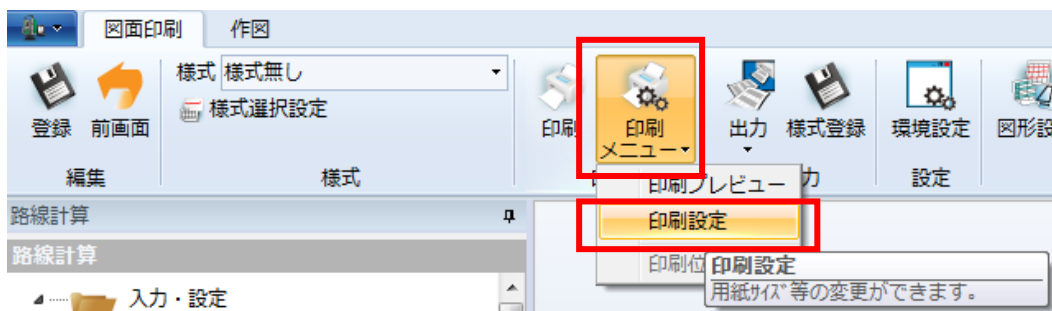 図面印刷 作図
様式 様式無し
様式選択設定
登録 前画面
印刷
印刷
メニュー
出力 様式登録 環境設定 図形設
編集 様式 力 設定
印刷プレビュー
路線計算
印刷設定
路線計算
印刷位
印刷設定
用紙ｻｲｽﾞ等の変更ができます。
入力・設定